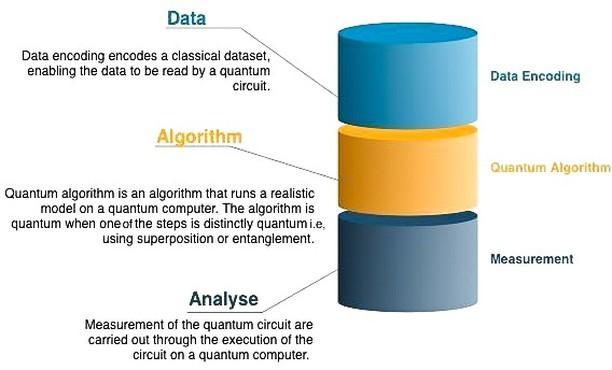 Data
Data encoding encodes a classical dataset,
enabling the data to be read by a quantum
circuit.
Data Encoding
Algorithm
Quantum Algorithm
Quantum algorithm is an algorithm that runs a realistic
model on a quantum computer. The algorithm is
quantum when one of the steps is distinctly quantum i.e,
using superposition or entanglement.
Measurement
Analyse
Measurement of the quantum circuit are
carried out through the execution of the
circuit on a quantum computer.